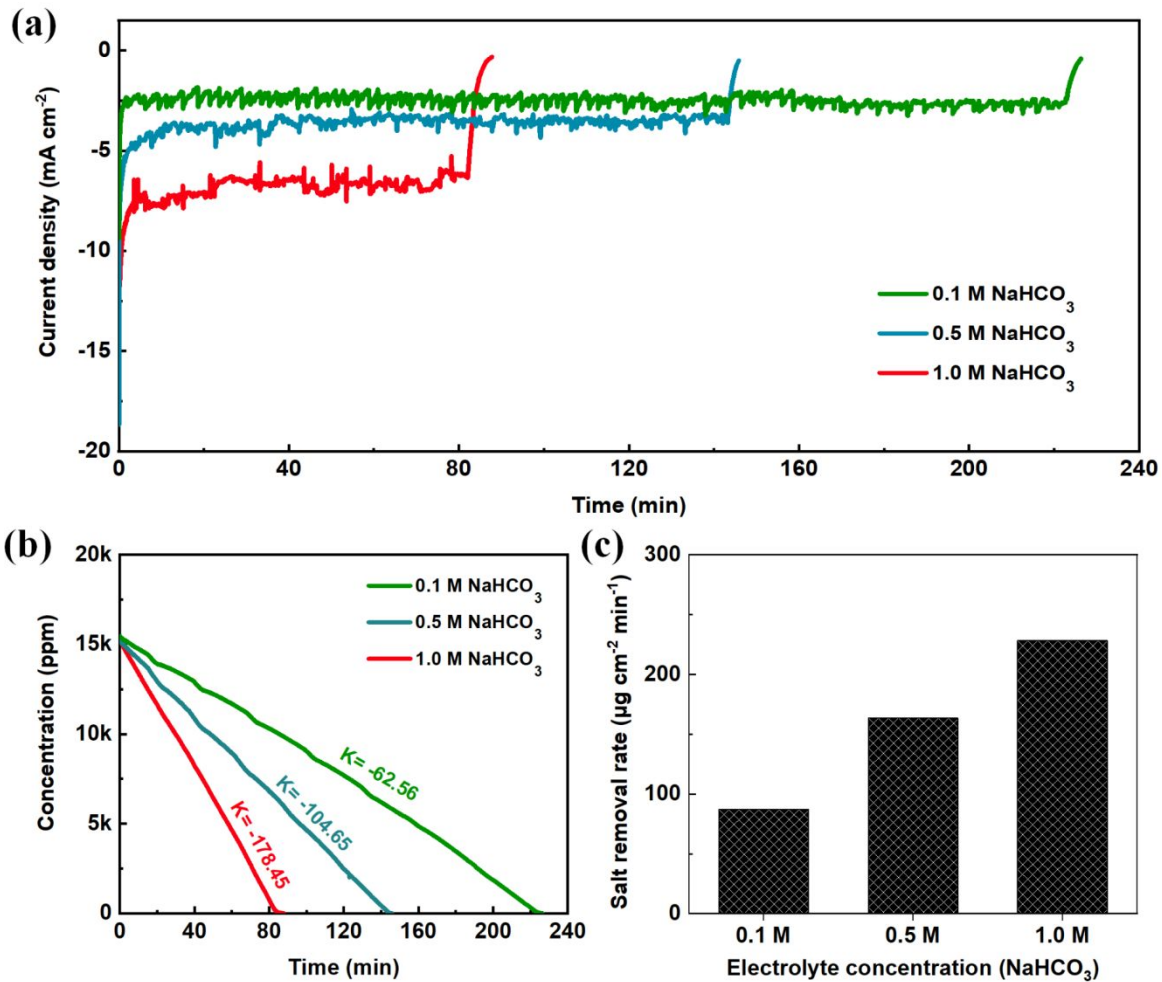 (a)
0
-5
-10
-15
-20
Current density (mA cm⁻²)
0.1 M NaHCO₃
0.5 M NaHCO₃
1.0 M NaHCO₃
0 40 80 120 160 200 240
Time (min)
(b)
20k
15k
10k
5k
0
Concentration (ppm)
0.1 M NaHCO₃
0.5 M NaHCO₃
1.0 M NaHCO₃
K= -62.56
K= -104.65
K= -178.45
0 40 80 120 160 200 240
Time (min)
(c)
300
200
100
0
Salt removal rate (µg cm⁻² min⁻¹)
0.1 M 0.5 M 1.0 M
Electrolyte concentration (NaHCO₃)